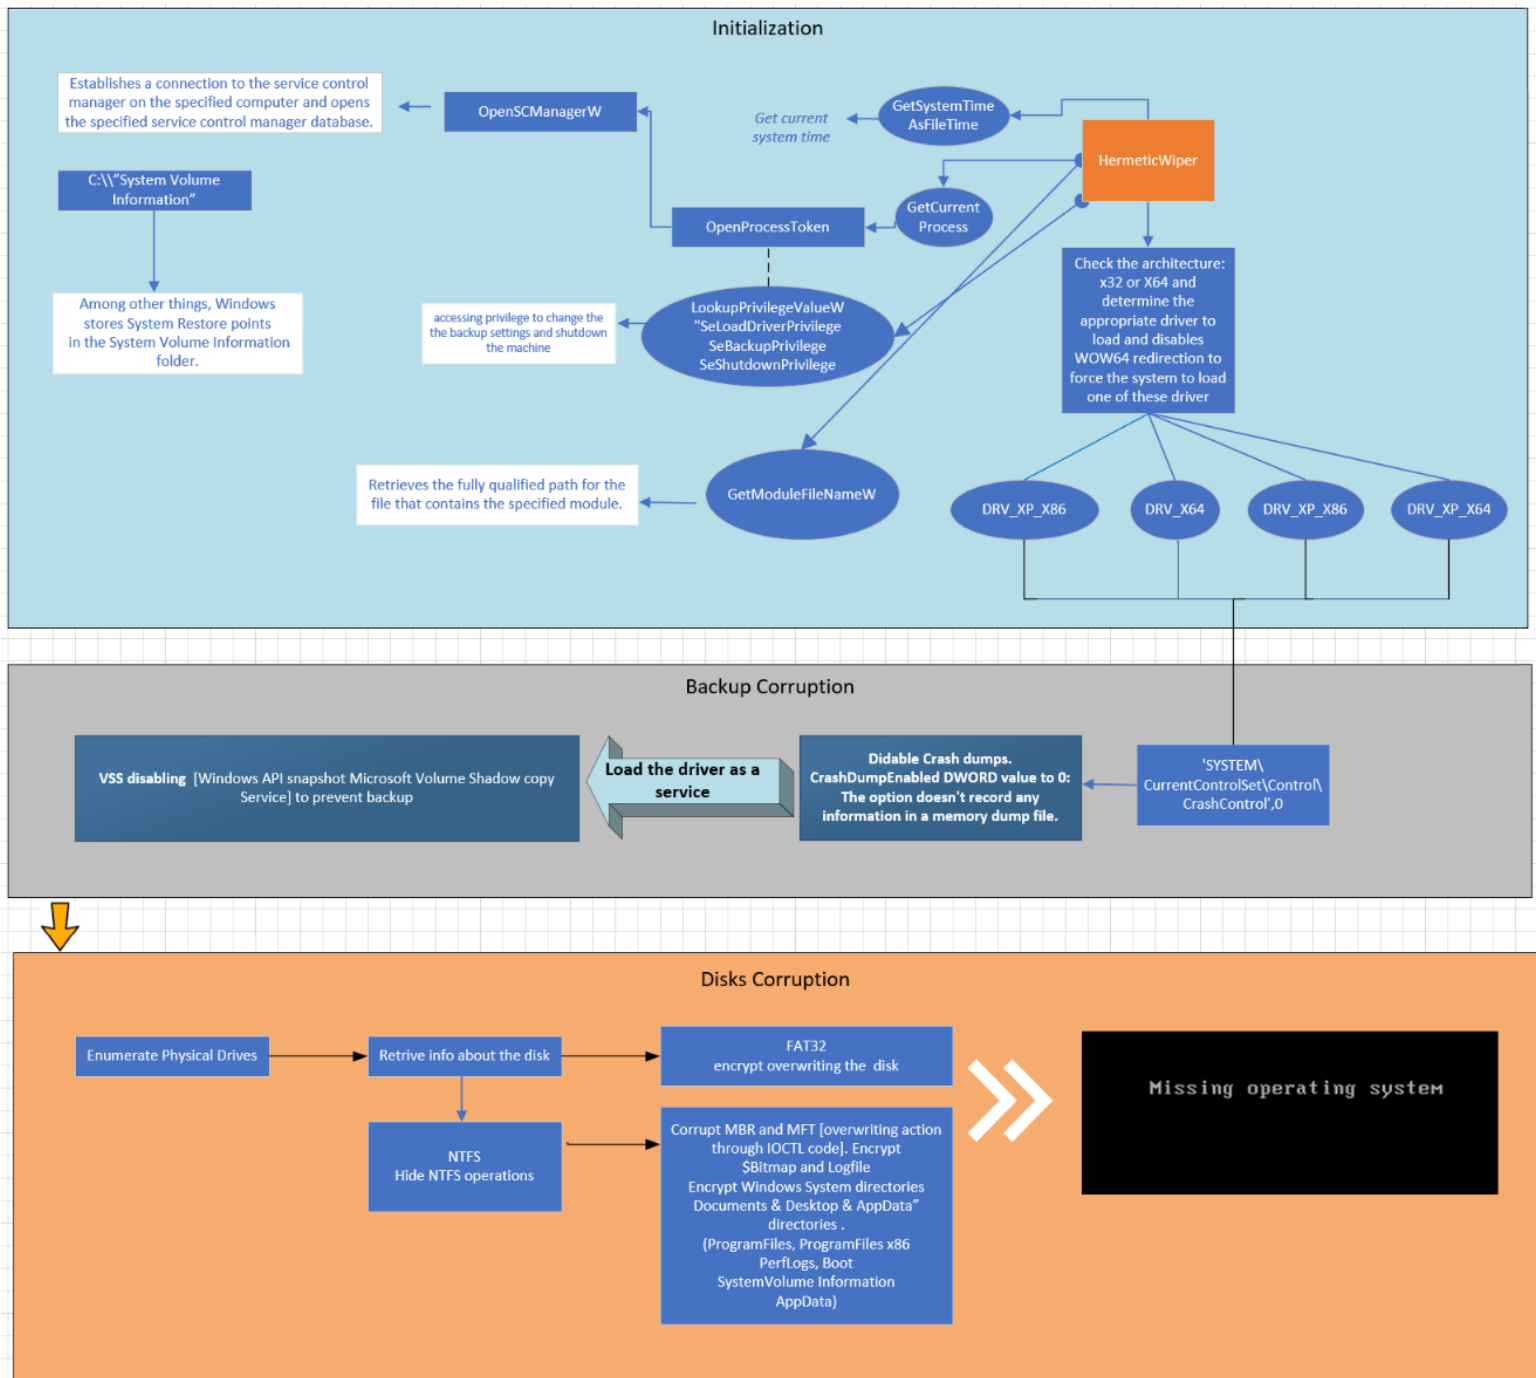 Initialization
Establishes a connection to the service control
manager on the specified computer and opens
the specified service control manager database.
OpenSCManagerW
Get current
system time
GetSystemTime
AsFileTime
HermeticWiper
C:\\"System Volume
Information"
OpenProcessToken
GetCurrent
Process
Among other things, Windows
stores System Restore points
in the System Volume Information
folder.
accessing privilege to change the
the backup settings and shutdown
the machine
LookupPrivilegeValueW
"SeLoadDriverPrivilege
SeBackupPrivilege
SeShutdownPrivilege
Check the architecture:
x32 or X64 and
determine the
appropriate driver to
load and disables
WOW64 redirection to
force the system to load
one of these driver
Retrieves the fully qualified path for the
file that contains the specified module.
GetModuleFileNameW
DRV_XP_X86
DRV_X64
DRV_XP_X86
DRV_XP_X64
Backup Corruption
VSS disabling [Windows API snapshot Microsoft Volume Shadow copy
Service] to prevent backup
Load the driver as a
service
Didable Crash dumps.
CrashDumpEnabled DWORD value to 0:
The option doesn't record any
information in a memory dump file.
'SYSTEM\
CurrentControlSet\Control\
CrashControl',0
Disks Corruption
Enumerate Physical Drives
Retrive info about the disk
FAT32
encrypt overwriting the disk
NTFS
Hide NTFS operations
Corrupt MBR and MFT [overwriting action
through IOCTL code]. Encrypt
$Bitmap and Logfile
Encrypt Windows System directories
Documents & Desktop & AppData"
directories .
(ProgramFiles, ProgramFiles x86
PerfLogs, Boot
SystemVolume Information
AppData)
Missing operating system